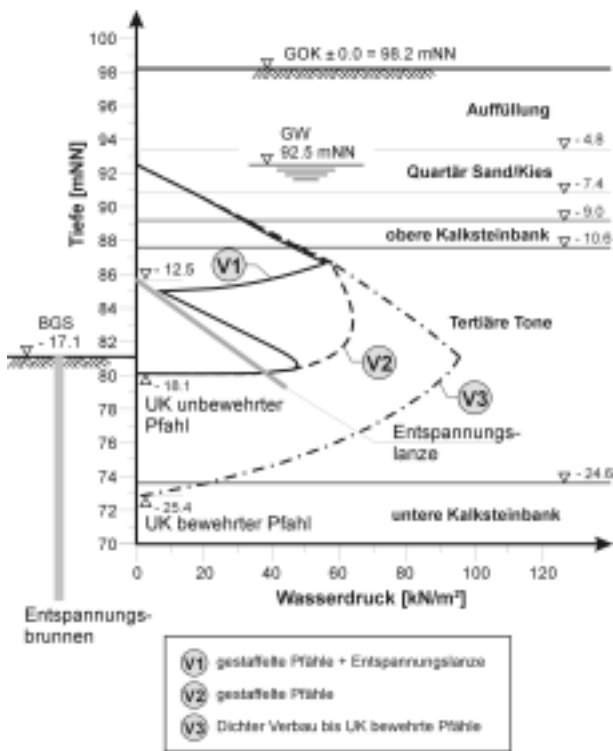 100
GOK ± 0.0 = 98.2 mNN
98
96
Auffüllung
94
GW
- 4.8
92.5 mNN
92
Quartär Sand/Kies
- 7.4
90
- 9.0
obere Kalksteinbank
88
- 10.6
V1
86
- 12.5
84
BGS
- 17.1
82
Tertiäre Tone
V2
80
- 18.1
V3
UK unbewehrter
Pfahl
78
Entspannungs-
lanze
76
74
- 24.6
72
- 25.4
UK bewehrter Pfahl
untere Kalksteinbank
70
Tiefe [mNN]
0 20 40 60 80 100 120
Wasserdruck [kN/m²]
Entspannungs-
brunnen
V1 gestaffelte Pfähle + Entspannungslanze
V2 gestaffelte Pfähle
V3 Dichter Verbau bis UK bewehrte Pfähle